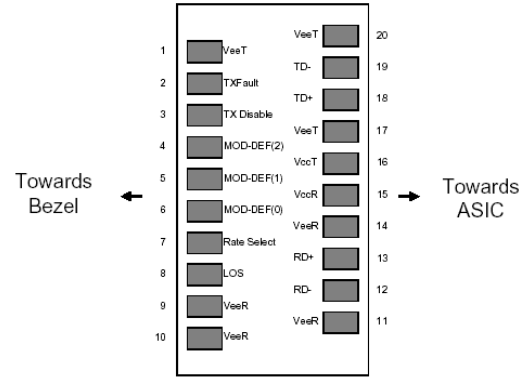 VeeT 20
1 VeeT
TD- 19
2 TXFault
TD+ 18
3 TX Disable
VeeT 17
4 MOD-DEF(2)
VccT 16
5 MOD-DEF(1)
Towards
Bezel
VccR 15
Towards
ASIC
6 MOD-DEF(0)
VeeR 14
7 Rate Select
RD+ 13
8 LOS
RD- 12
9 VeeR
VeeR 11
10 VeeR